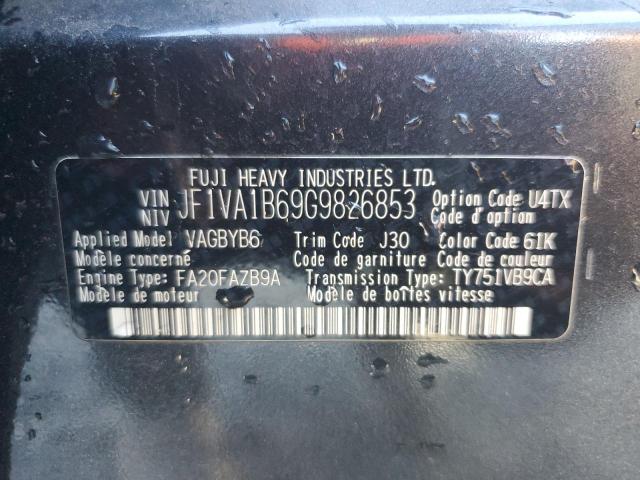 FUJI HEAVY INDUSTRIES LTD.
VIN NIV JF1VA1B69G9826853 Option Code U4TX
Code d'option
Applied Model VAGBYB6 Trim Code J30 Color Code 61K
Modèle concerné Code de garniture Code de couleur
Engine Type: FA20FAZB9A Transmission Type: TY751VB9CA
Modèle de moteur Modèle de boîtes vitesse